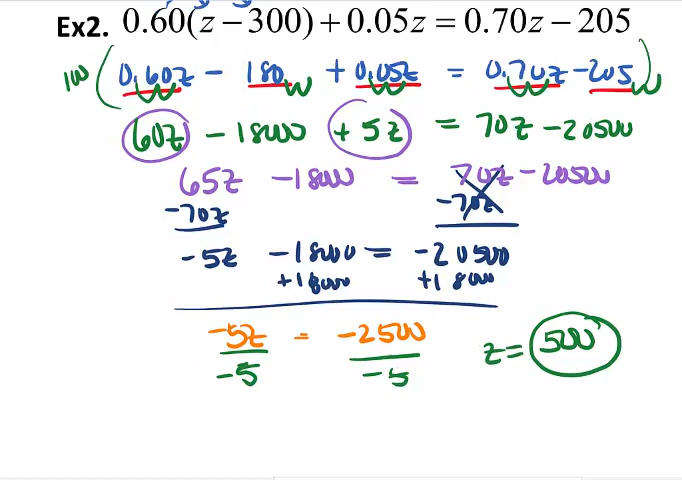 Ex2. 0.60(z − 300) + 0.05z = 0.70z − 205
100 ( 0.60z − 180 + 0.05z = 0.70z − 205 )
60z − 18000 + 5z = 70z − 20500
65z − 18000 = 70z − 20500
−70z −70z
−5z − 18000 = −20500
+18000 +18000
−5z = −2500 z = 500
−5 −5